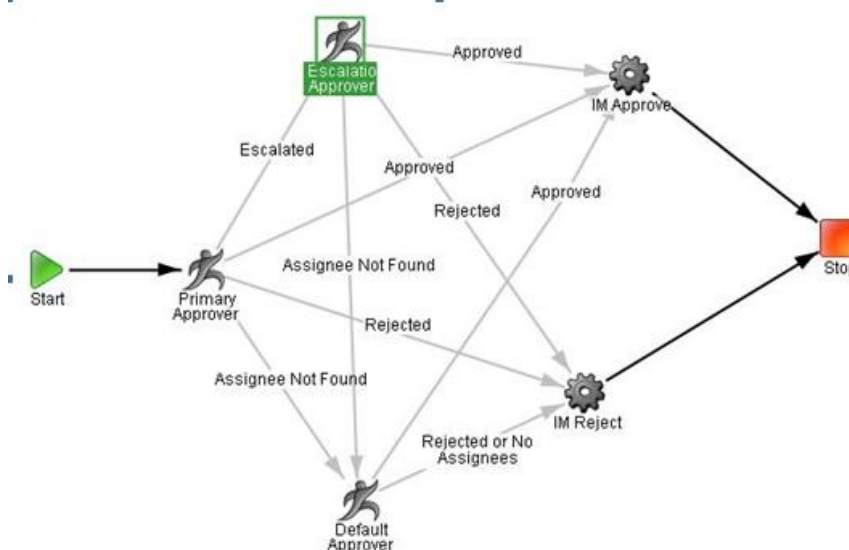 Escalatio
Approver
Approved
IM Approve
Escalated
Approved
Approved
Rejected
Assignee Not Found
Start
Primary
Approver
Stop
Rejected
Assignee Not Found
IM Reject
Rejected or No
Assignees
Default
Approver